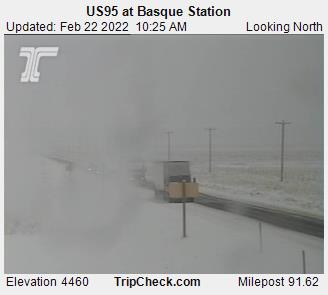 US95 at Basque Station
Updated: Feb 22 2022 10:25 AM Looking North
Elevation 4460 TripCheck.com Milepost 91.62